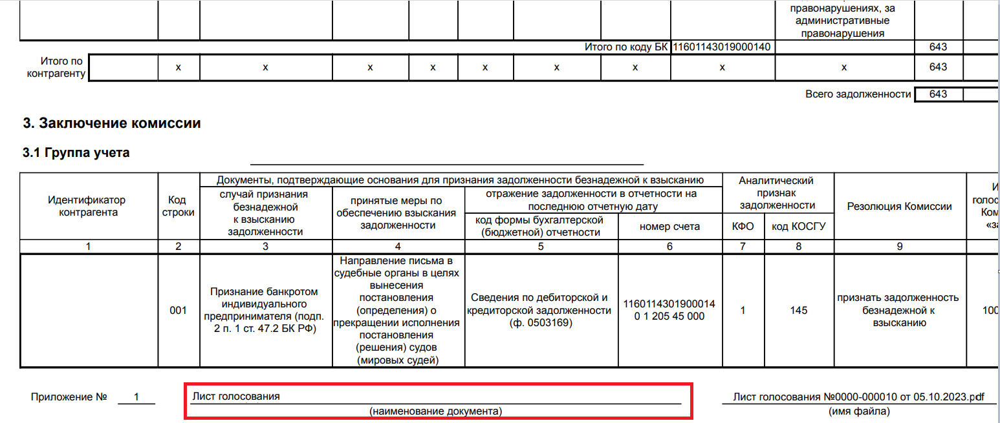 правонарушениях, за
административные
правонарушения
Итого по коду БК 11601143019000140 643
Итого по
контрагенту
x x x x x x x x x 643
Всего задолженности 643
3. Заключение комиссии
3.1 Группа учета
Идентификатор
контрагента
Код
строки
Документы, подтверждающие основания для признания задолженности безнадежной к взысканию
случай признания
безнадежной
к взысканию
задолженности
принятые меры по
обеспечению взыскания
задолженности
отражение задолженности в отчетности на
последнюю отчетную дату
код формы бухгалтерской
(бюджетной) отчетности
номер счета
Аналитический
признак
задолженности
КФО
код КОСГУ
Резолюция Комиссии
1 2 3 4 5 6 7 8 9
001
Признание банкротом
индивидуального
предпринимателя (подп.
2 п. 1 ст. 47.2 БК РФ)
Направление письма в
судебные органы в целях
вынесения
постановления
(определения) о
прекращении исполнения
постановления
(решения) судов
(мировых судей)
Сведения по дебиторской и
кредиторской задолженности
(ф. 0503169)
1160114301900014
0 1 205 45 000
1
145
признать задолженность
безнадежной к
взысканию
100
Приложение № 1
Лист голосования
(наименование документа)
Лист голосования №0000-000010 от 05.10.2023.pdf
(имя файла)